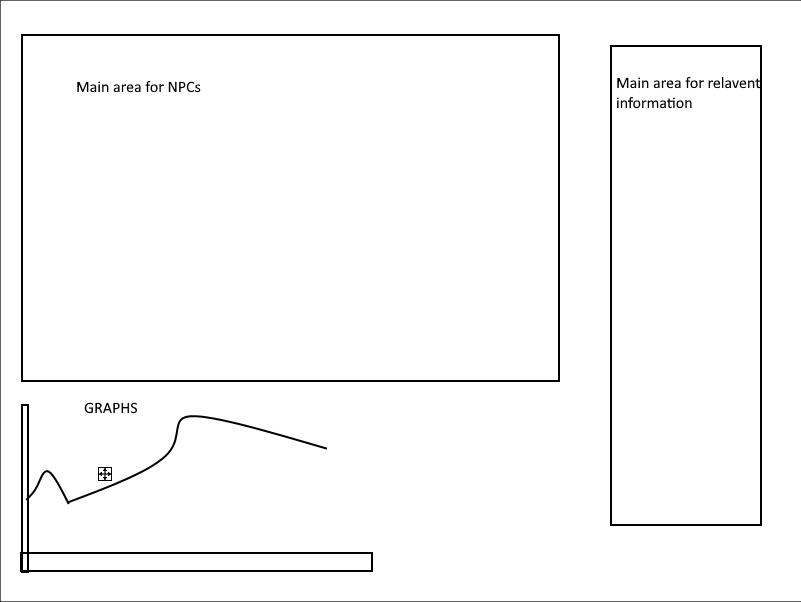 Main area for NPCs
Main area for relavent
information
GRAPHS